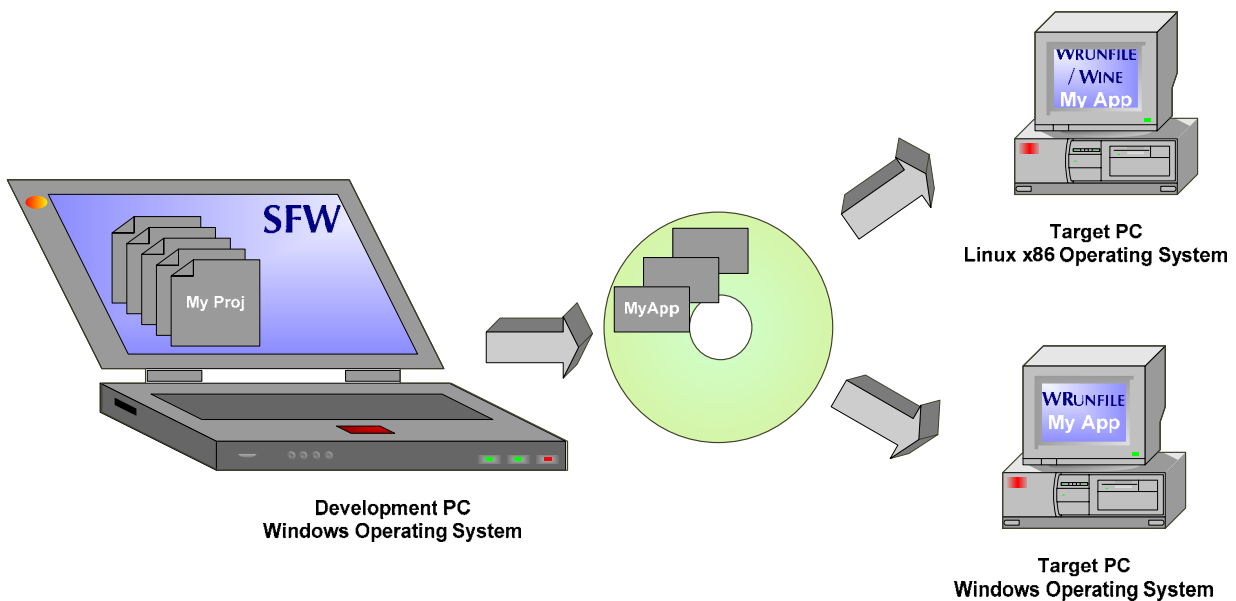 SFW
My Proj
Development PC
Windows Operating System
MyApp
WRUNFILE
/ WINE
My App
Target PC
Linux x86 Operating System
WRUNFILE
My App
Target PC
Windows Operating System